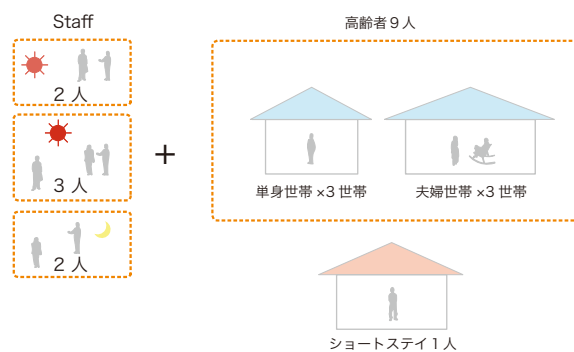 Staff
2人
3人
2人
+
高齢者9人
単身世帯×3世帯
夫婦世帯×3世帯
ショートステイ1人